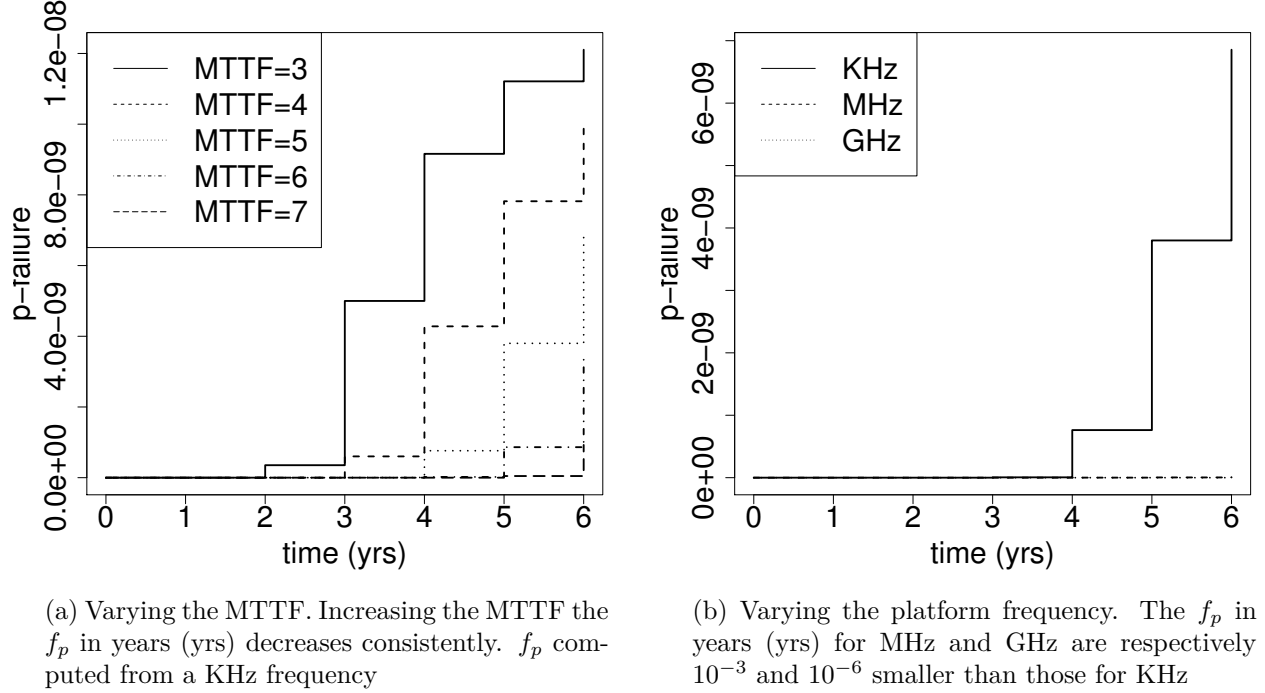 1.2e−08
8.0e−09
4.0e−09
0.0e+00
p−failure
MTTF=3
MTTF=4
MTTF=5
MTTF=6
MTTF=7
0 1 2 3 4 5 6
time (yrs)
6e−09
4e−09
2e−09
0e+00
p−failure
KHz
MHz
GHz
0 1 2 3 4 5 6
time (yrs)
(a) Varying the MTTF. Increasing the MTTF the
f_p in years (yrs) decreases consistently. f_p com-
puted from a KHz frequency
(b) Varying the platform frequency. The f_p in
years (yrs) for MHz and GHz are respectively
10^{-3} and 10^{-6} smaller than those for KHz